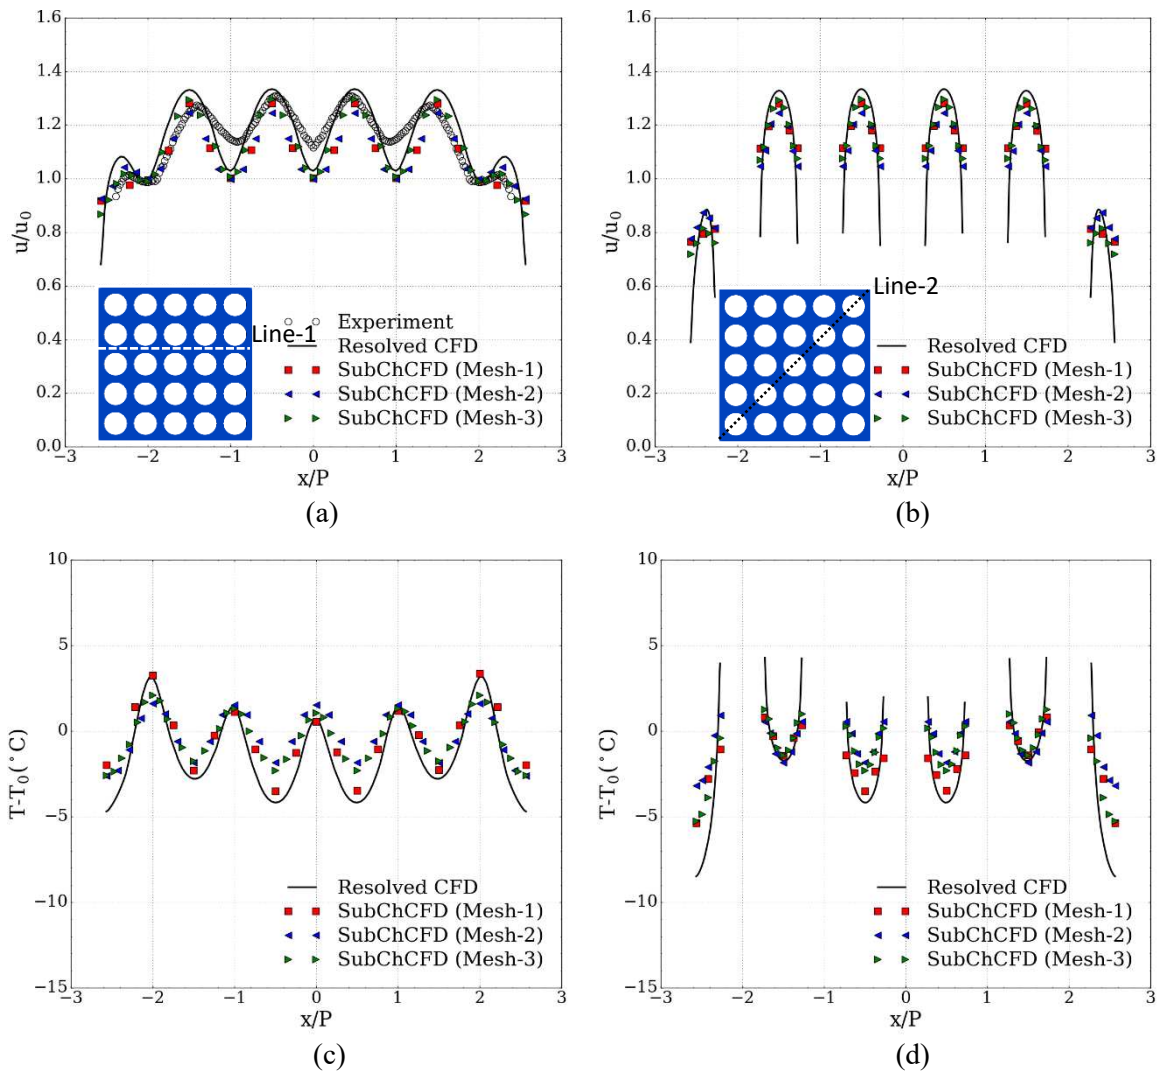 1.6
1.4
1.2
1.0
0.8
0.6
0.4
0.2
0.0
u/u0
Line-1
Experiment
Resolved CFD
SubChCFD (Mesh-1)
SubChCFD (Mesh-2)
SubChCFD (Mesh-3)
−3 −2 −1 0 1 2 3
x/P
(a)
1.6
1.4
1.2
1.0
0.8
0.6
0.4
0.2
0.0
u/u0
Line-2
Resolved CFD
SubChCFD (Mesh-1)
SubChCFD (Mesh-2)
SubChCFD (Mesh-3)
−3 −2 −1 0 1 2 3
x/P
(b)
10
5
0
−5
−10
−15
T-T0(°C)
Resolved CFD
SubChCFD (Mesh-1)
SubChCFD (Mesh-2)
SubChCFD (Mesh-3)
−3 −2 −1 0 1 2 3
x/P
(c)
10
5
0
−5
−10
−15
T-T0(°C)
Resolved CFD
SubChCFD (Mesh-1)
SubChCFD (Mesh-2)
SubChCFD (Mesh-3)
−3 −2 −1 0 1 2 3
x/P
(d)